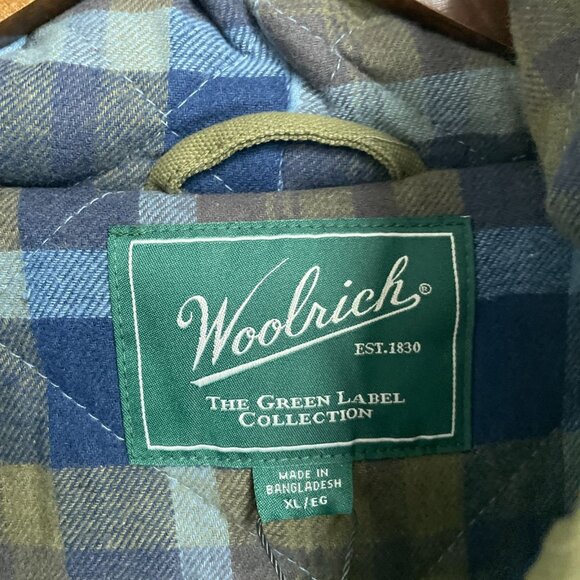 Woolrich®
EST.1830
THE GREEN LABEL
COLLECTION
MADE IN
BANGLADESH
XL/EG